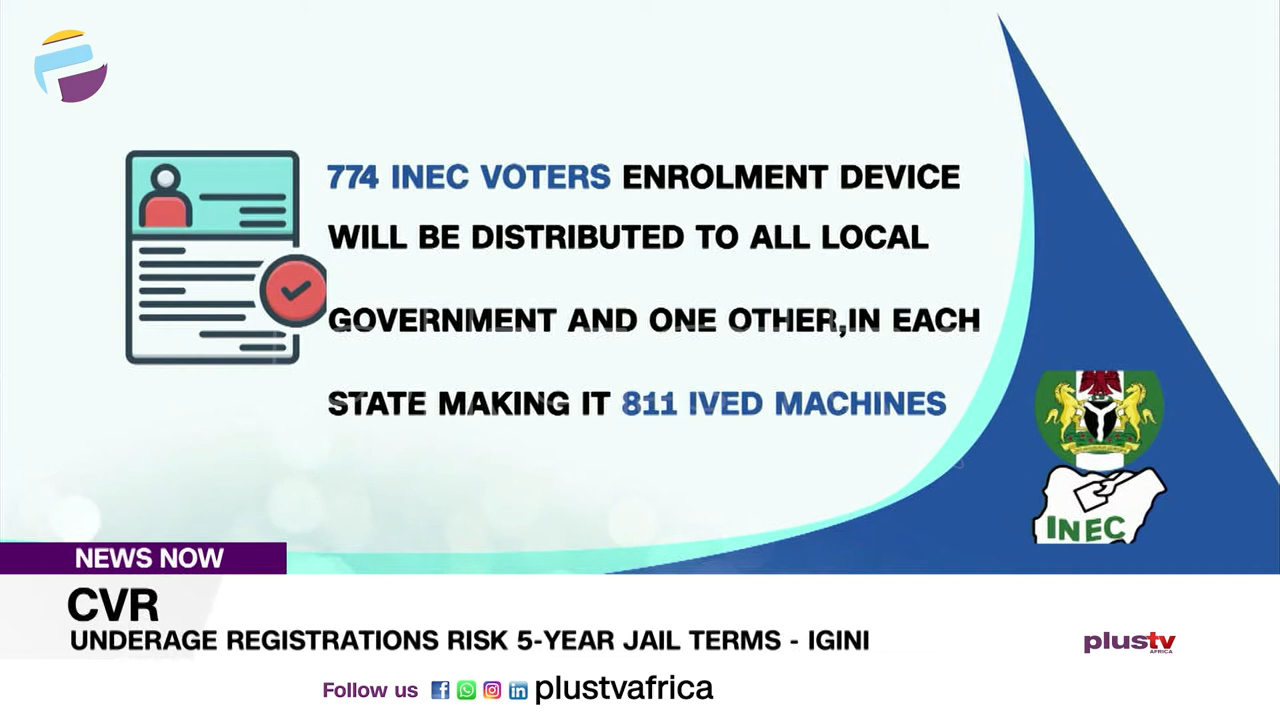 774 INEC VOTERS ENROLMENT DEVICE
WILL BE DISTRIBUTED TO ALL LOCAL
GOVERNMENT AND ONE OTHER,IN EACH
STATE MAKING IT 811 IVED MACHINES
INEC
NEWS NOW
CVR
UNDERAGE REGISTRATIONS RISK 5-YEAR JAIL TERMS - IGINI
plustv
AFRICA
Follow us plustvafrica